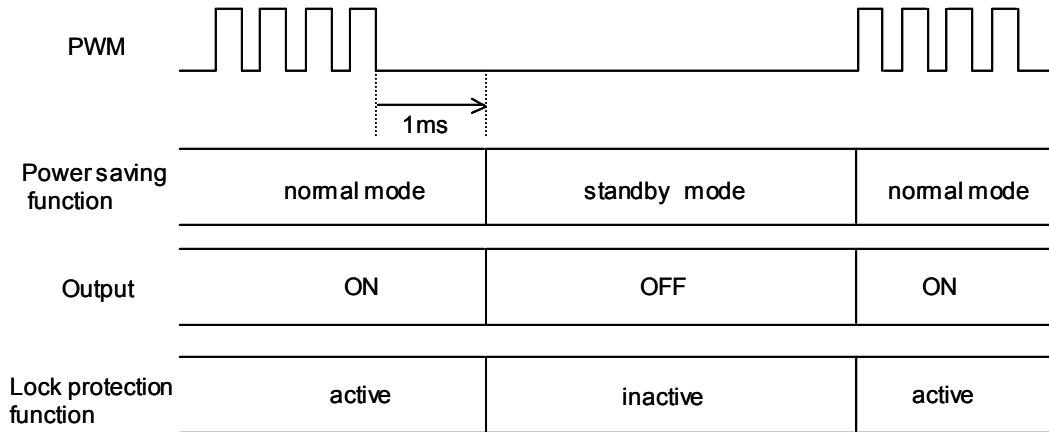 PWM
1ms
Power saving
function
normal mode
standby mode
normal mode
Output
ON
OFF
ON
Lock protection
function
active
inactive
active